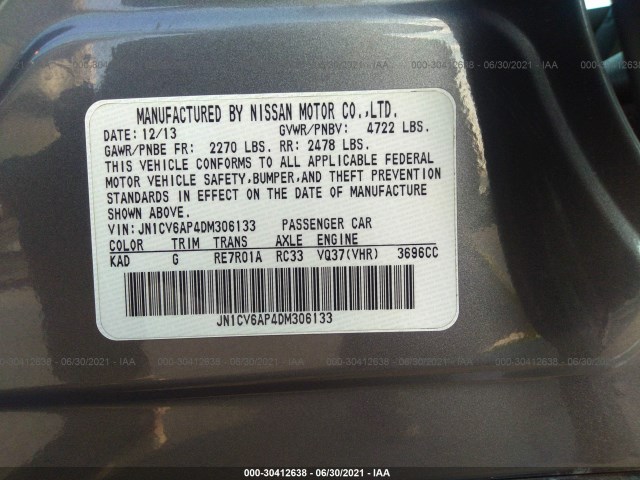 000-30412638 - 06/30/2021 - IAA
MANUFACTURED BY NISSAN MOTOR CO.,LTD.
DATE: 12/13 GVWR/PNBV: 4722 LBS.
GAWR/PNBE FR: 2270 LBS. RR: 2478 LBS.
THIS VEHICLE CONFORMS TO ALL APPLICABLE FEDERAL
MOTOR VEHICLE SAFETY,BUMPER,AND THEFT PREVENTION
STANDARDS IN EFFECT ON THE DATE OF MANUFACTURE
SHOWN ABOVE.
VIN:JN1CV6AP4DM306133 PASSENGER CAR
COLOR TRIM TRANS AXLE ENGINE
KAD G RE7R01A RC33 VQ37(VHR) 3696CC
JN1CV6AP4DM306133
000-30412638 - 06/30/2021 - IAA